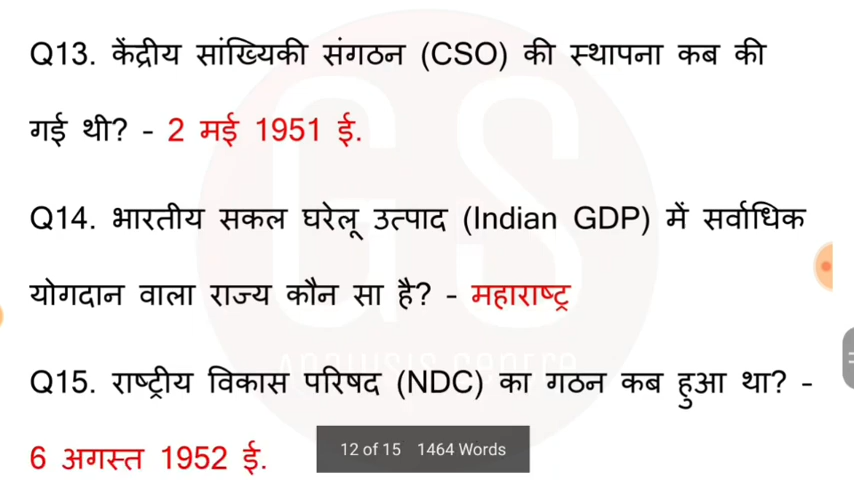 Q13. केंद्रीय सांख्यिकी संगठन (CSO) की स्थापना कब की
गई थी? - 2 मई 1951 ई.
Q14. भारतीय सकल घरेलू उत्पाद (Indian GDP) में सर्वाधिक
योगदान वाला राज्य कौन सा है? - महाराष्ट्र
Q15. राष्ट्रीय विकास परिषद (NDC) का गठन कब हुआ था? -
6 अगस्त 1952 ई.
12 of 15 1464 Words
GS